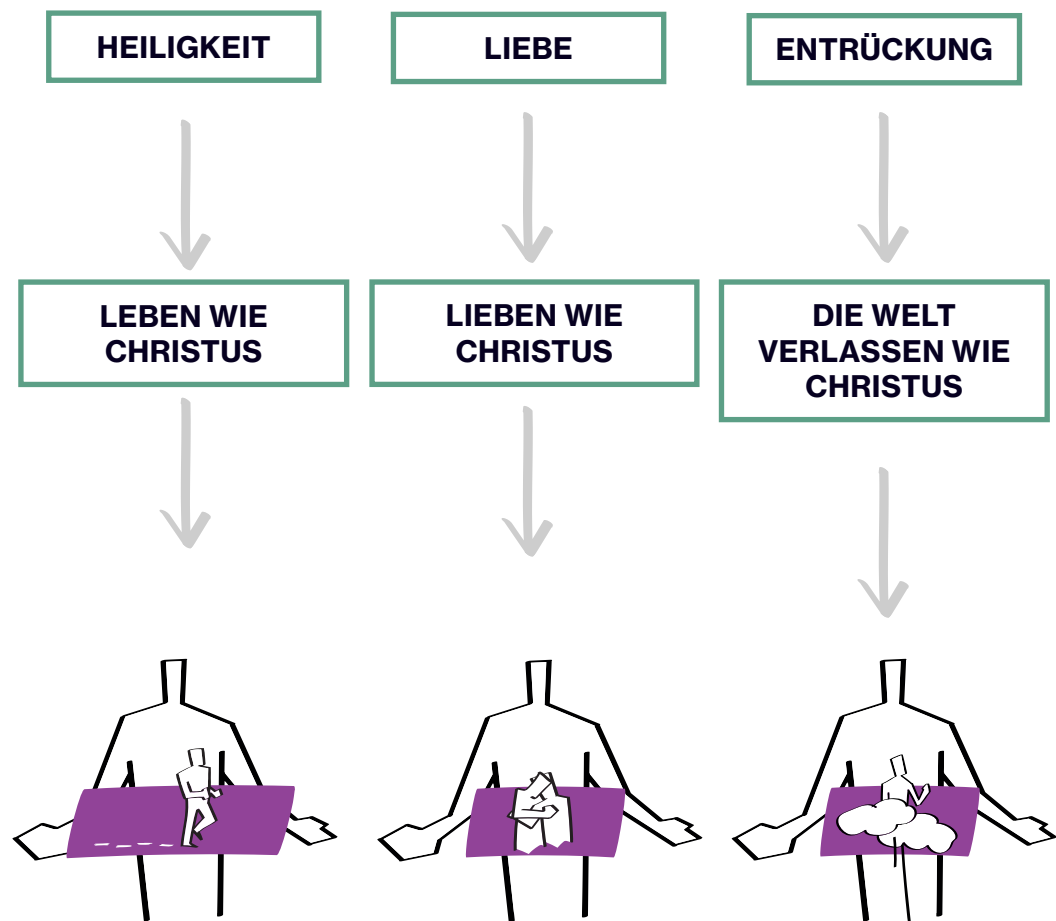 HEILIGKEIT
LIEBE
ENTRÜCKUNG
LEBEN WIE
CHRISTUS
LIEBEN WIE
CHRISTUS
DIE WELT
VERLASSEN WIE
CHRISTUS